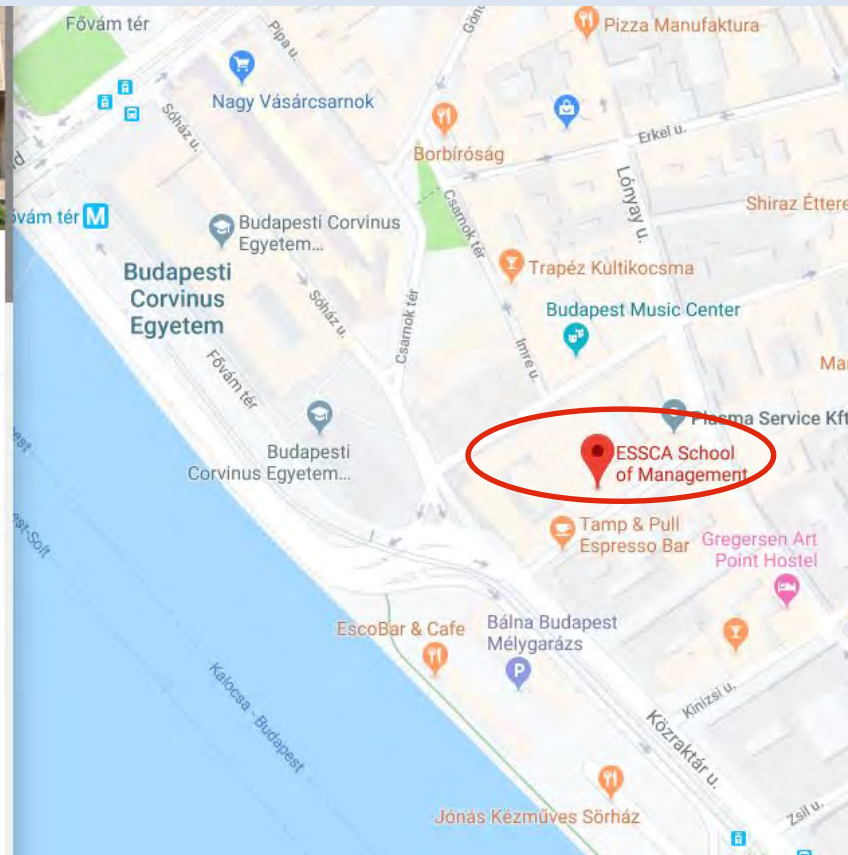 Fővám tér
Pipa u.
Pizza Manufaktura
Nagy Vásárcsarnok
Sóház u.
Borbíróság
Erkel u.
Lónyay u.
Csarnok tér
Shiraz Éttere
ővám tér M
Budapesti Corvinus
Egyetem...
Budapesti
Corvinus
Egyetem
Trapéz Kultikocsma
Sóház u.
Csarnok tér
Budapest Music Center
Imre u.
Fővám tér
Plasma Service Kft
Budapesti
Corvinus Egyetem...
ESSCA School
of Management
Tamp & Pull
Espresso Bar
Gregersen Art
Point Hostel
EscoBar & Cafe
Bálna Budapest
Mélygarázs
P
Kalocsa - Budapest
Kinizsi u.
Közraktár u.
Jónás Kézműves Sörház
Zsil u.